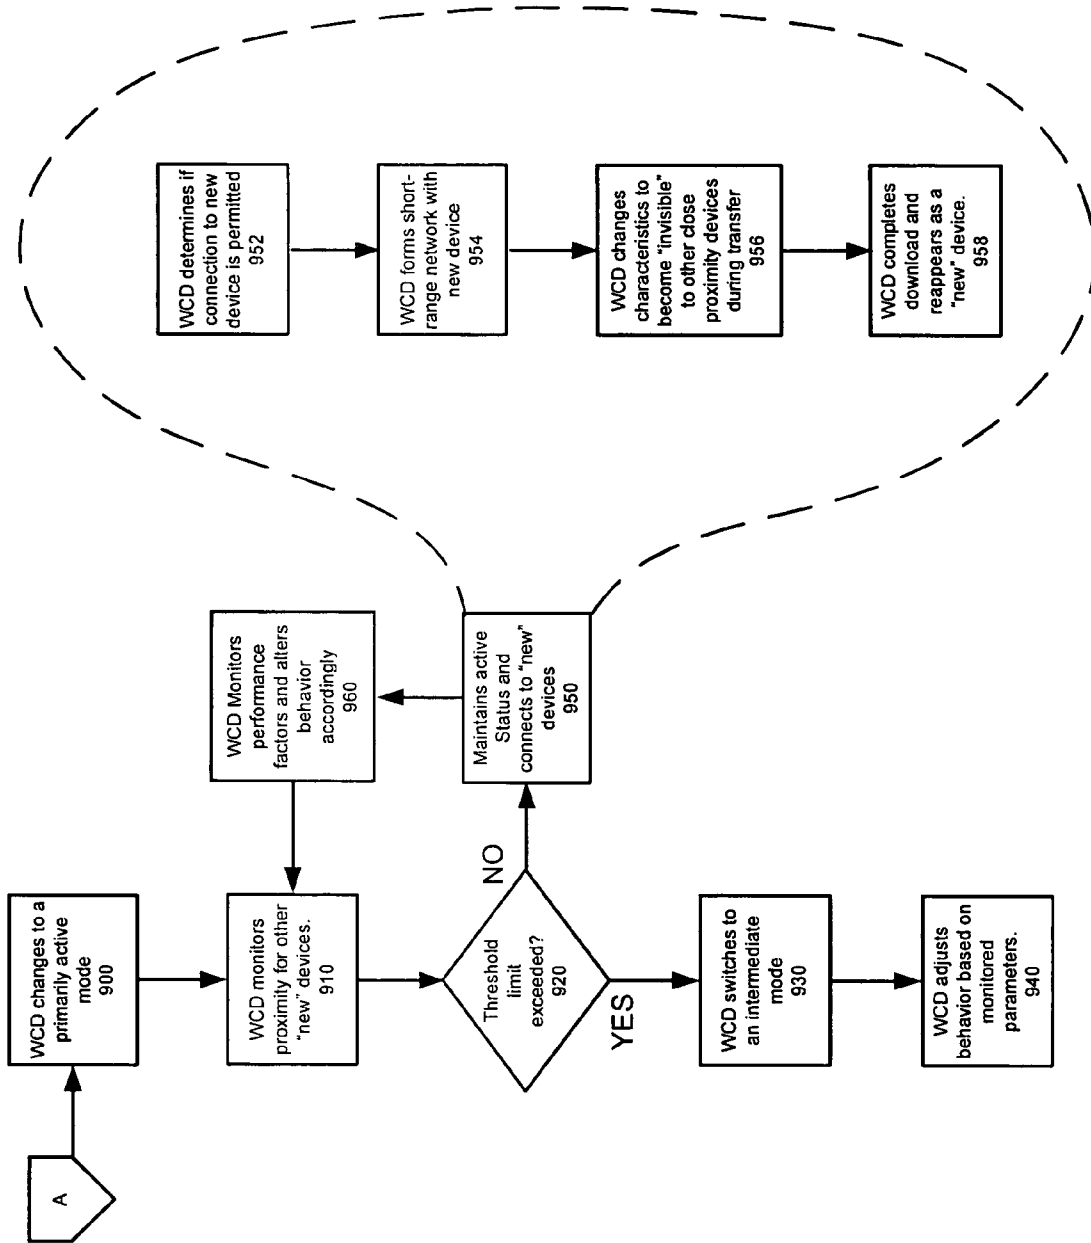 A
WCD changes to a
primarily active
mode
900
WCD monitors
proximity for other
"new" devices.
910
Threshold
limit
exceeded?
920
YES
NO
WCD switches to
an intermediate
mode
930
WCD adjusts
behavior based on
monitored
parameters.
940
Maintains active
Status and
connects to "new"
devices
950
WCD Monitors
performance
factors and alters
behavior
accordingly
960
WCD determines if
connection to new
device is permitted
952
WCD forms short-
range network with
new device
954
WCD changes
characteristics to
become "invisible"
to other close
proximity devices
during transfer
956
WCD completes
download and
reappears as a
"new" device.
958